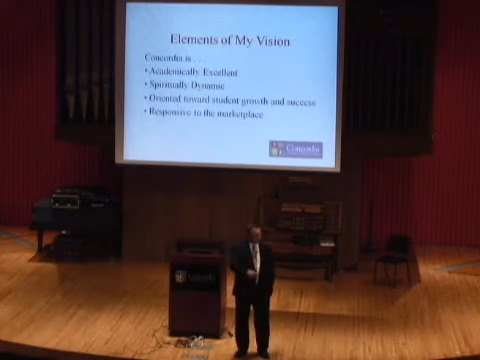 Elements of My Vision
Concordia is . . .
• Academically Excellent
• Spiritually Dynamic
• Oriented toward student growth and success
• Responsive to the marketplace
Concordia
Concordia